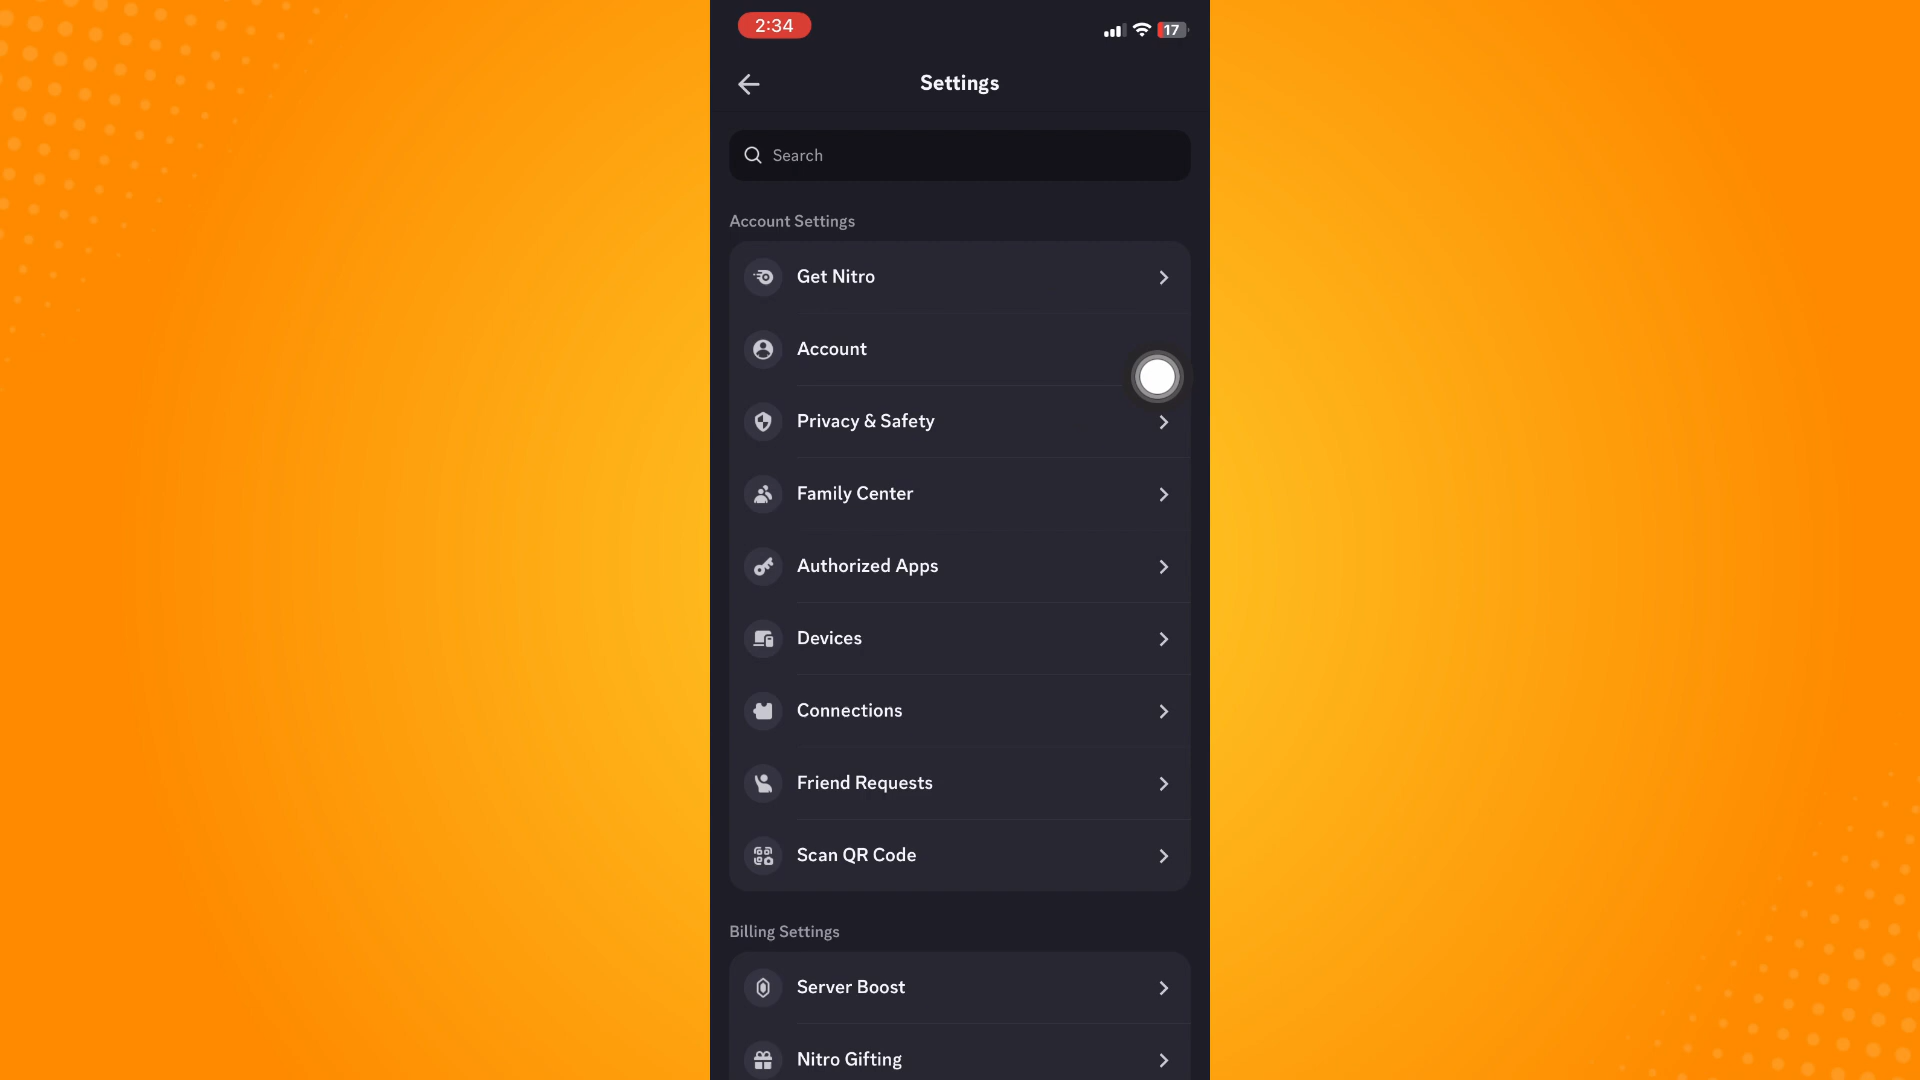 2:34
17
Settings
Search
Account Settings
Get Nitro
Account
Privacy & Safety
Family Center
Authorized Apps
Devices
Connections
Friend Requests
Scan QR Code
Billing Settings
Server Boost
Nitro Gifting